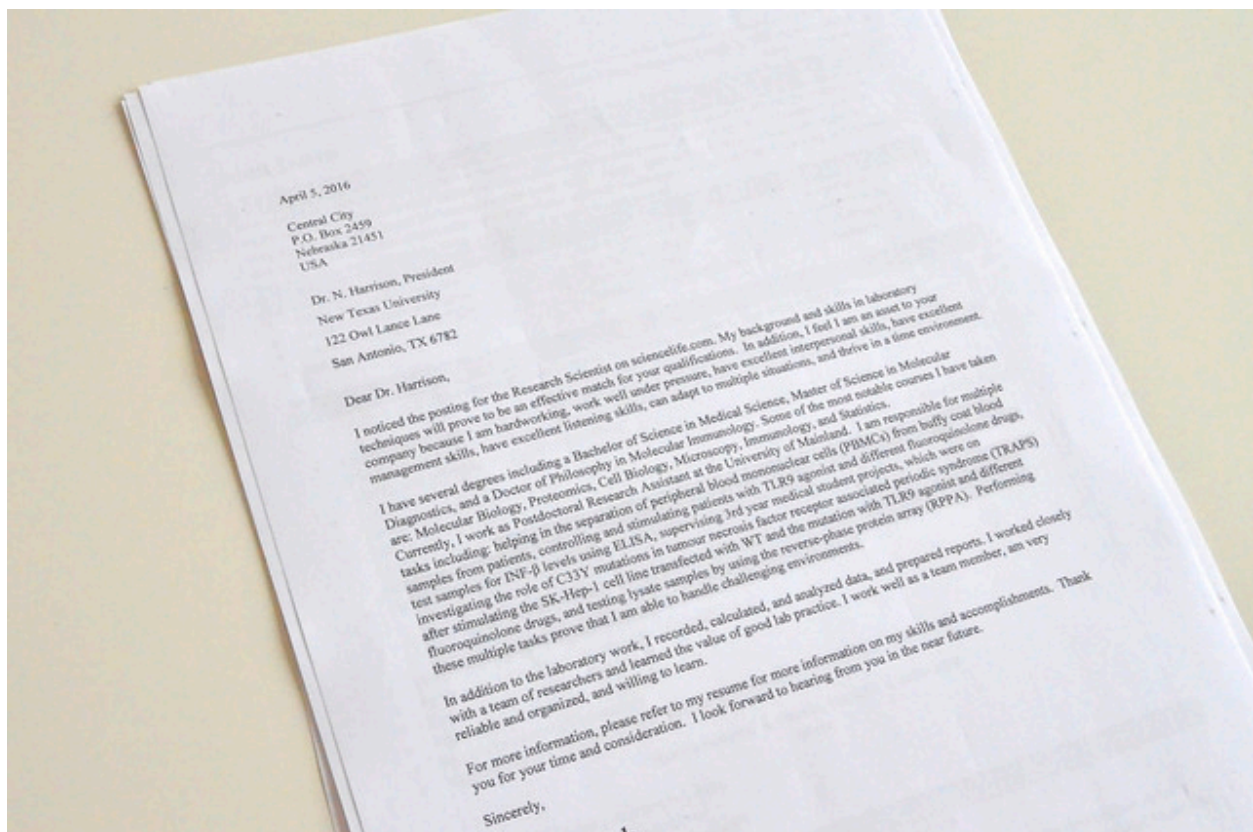 April 5, 2016
Central City
P.O. Box 2459
Nebraska 21451
USA
Dr. N. Harrison, President
New Texas University
122 Owl Lance Lane
San Antonio, TX 6782
Dear Dr. Harrison,
I noticed the posting for the Research Scientist on sciencelife.com. My background and skills in laboratory
techniques will prove to be an effective match for your qualifications. In addition, I feel I am an asset to your
company because I am hardworking, work well under pressure, have excellent interpersonal skills, have excellent
management skills, have excellent listening skills, can adapt to multiple situations, and thrive in a time environment.
I have several degrees including a Bachelor of Science in Medical Science, Master of Science in Molecular
Diagnostics, and a Doctor of Philosophy in Molecular Immunology. Some of the most notable courses I have taken
are: Molecular Biology, Proteomics, Cell Biology, Microscopy, Immunology, and Statistics.
Currently, I work as Postdoctoral Research Assistant at the University of Mainland. I am responsible for multiple
tasks including: helping in the separation of peripheral blood mononuclear cells (PBMCs) from buffy coat blood
samples from patients, controlling and stimulating patients with TLR9 agonist and different fluoroquinolone drugs,
test samples for INF-β levels using ELISA, supervising 3rd year medical student projects, which were on
investigating the role of C33Y mutations in tumour necrosis factor receptor associated periodic syndrome (TRAPS)
after stimulating the SK-Hep-1 cell line transfected with WT and the mutation with TLR9 agonist and different
fluoroquinolone drugs, and testing lysate samples by using the reverse-phase protein array (RPPA). Performing
these multiple tasks prove that I am able to handle challenging environments.
In addition to the laboratory work, I recorded, calculated, and analyzed data, and prepared reports. I worked closely
with a team of researchers and learned the value of good lab practice. I work well as a team member, am very
reliable and organized, and willing to learn.
For more information, please refer to my resume for more information on my skills and accomplishments. Thank
you for your time and consideration. I look forward to hearing from you in the near future.
Sincerely,